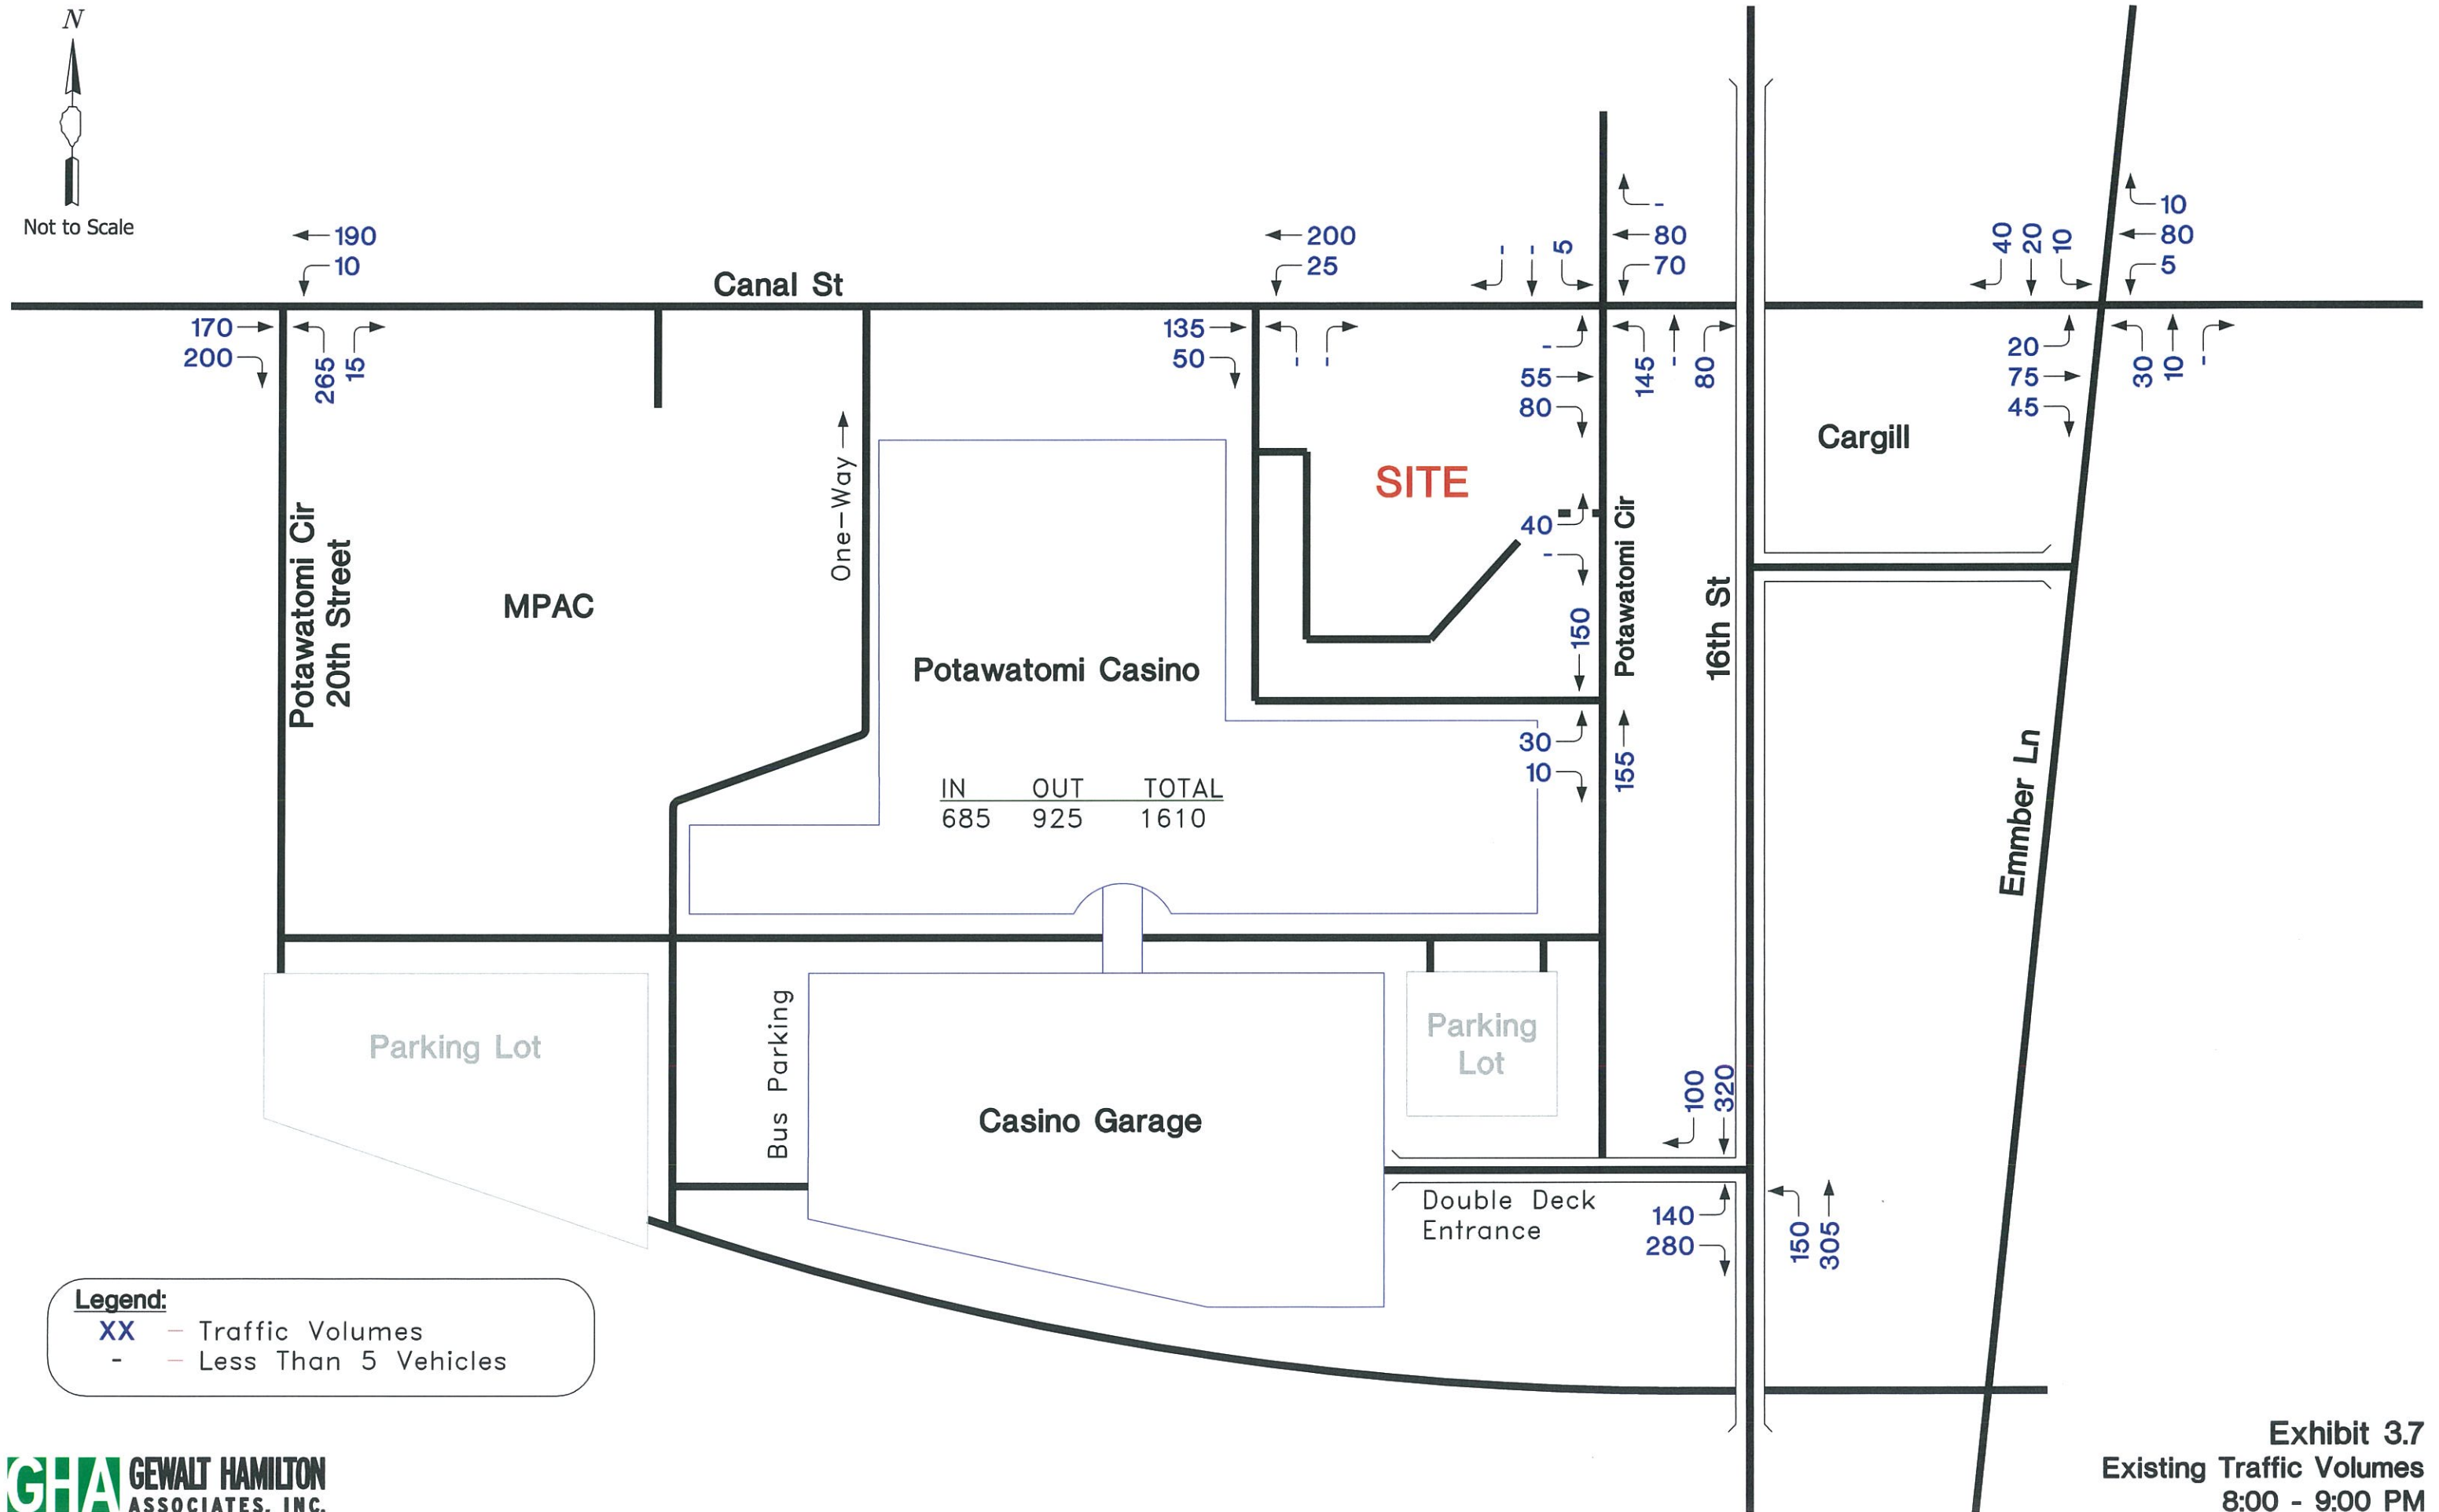 N
Not to Scale
190
10
Canal St
170
200
265
15
200
25
135
50
-
-
-
-
5
-
80
70
-
55
80
145
-
80
40
20
10
10
80
5
20
75
45
30
10
-
Cargill
SITE
One-Way
Potawatomi Cir
20th Street
MPAC
40
-
150
Potawatomi Cir
16th St
Potawatomi Casino
30
10
155
IN OUT TOTAL
685 925 1610
Emmber Ln
Parking Lot
Bus Parking
Casino Garage
Parking
Lot
100
320
Double Deck
Entrance
140
280
150
305
Legend:
XX - Traffic Volumes
- - Less Than 5 Vehicles
GHA GEWALT HAMILTON
ASSOCIATES, INC.
Exhibit 3.7
Existing Traffic Volumes
8:00 - 9:00 PM